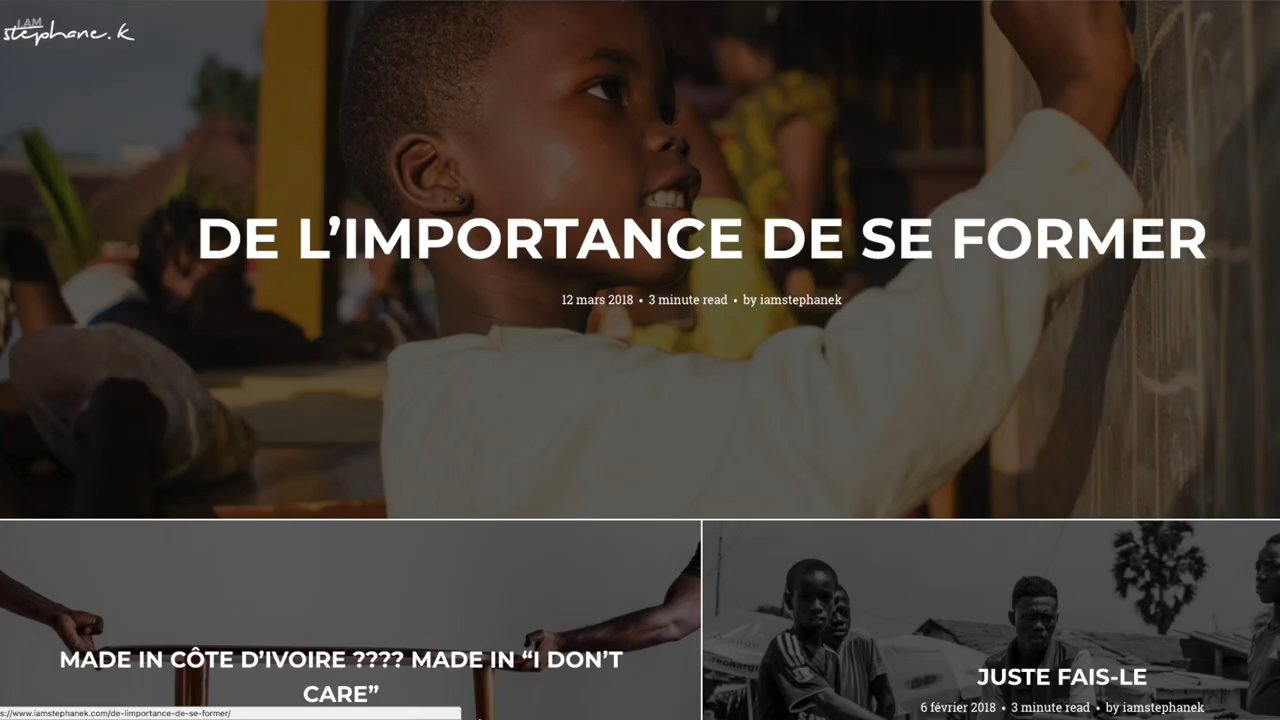 I AM
stephane.k
DE L’IMPORTANCE DE SE FORMER
12 mars 2018 • 3 minute read • by iamstephanek
MADE IN CÔTE D’IVOIRE ???? MADE IN “I DON’T
CARE”
JUSTE FAIS-LE
6 février 2018 • 3 minute read • by iamstephanek
s://www.iamstephanek.com/de-limportance-de-se-former/